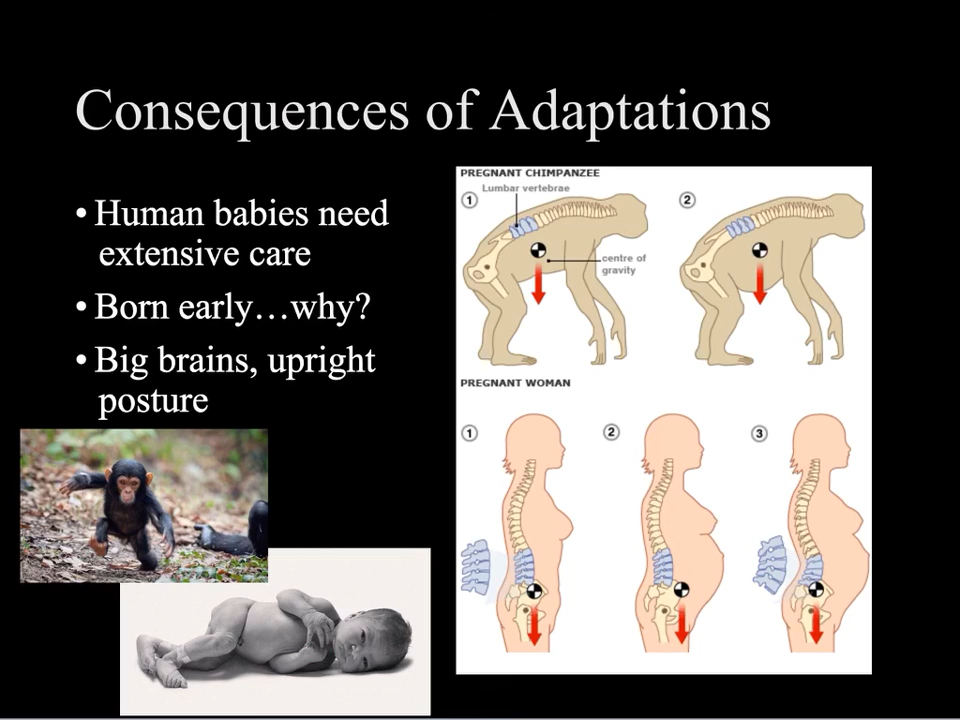 Consequences of Adaptations
• Human babies need
extensive care
• Born early…why?
• Big brains, upright
posture
PREGNANT CHIMPANZEE
Lumbar vertebrae
1
2
centre of
gravity
PREGNANT WOMAN
1
2
3